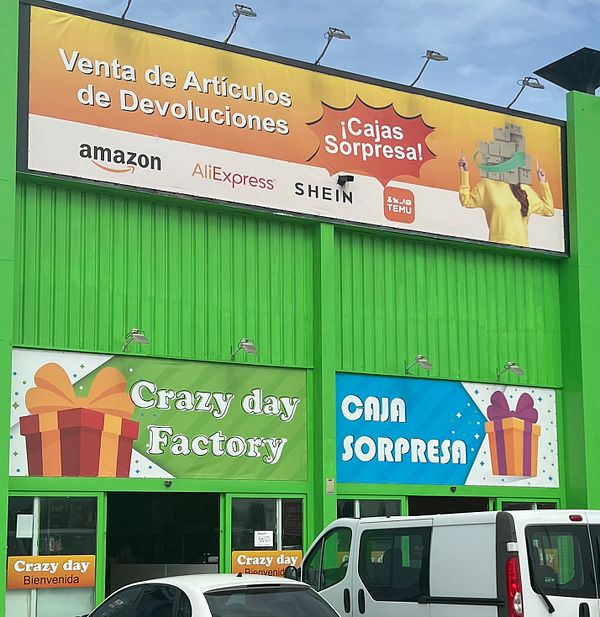 Venta de Artículos
de Devoluciones
¡Cajas
Sorpresa!
amazon
AliExpress
SHEIN
TEMU
Crazy day
Factory
CAJA
SORPRESA
Crazy day
Bienvenida
Crazy day
Bienvenida